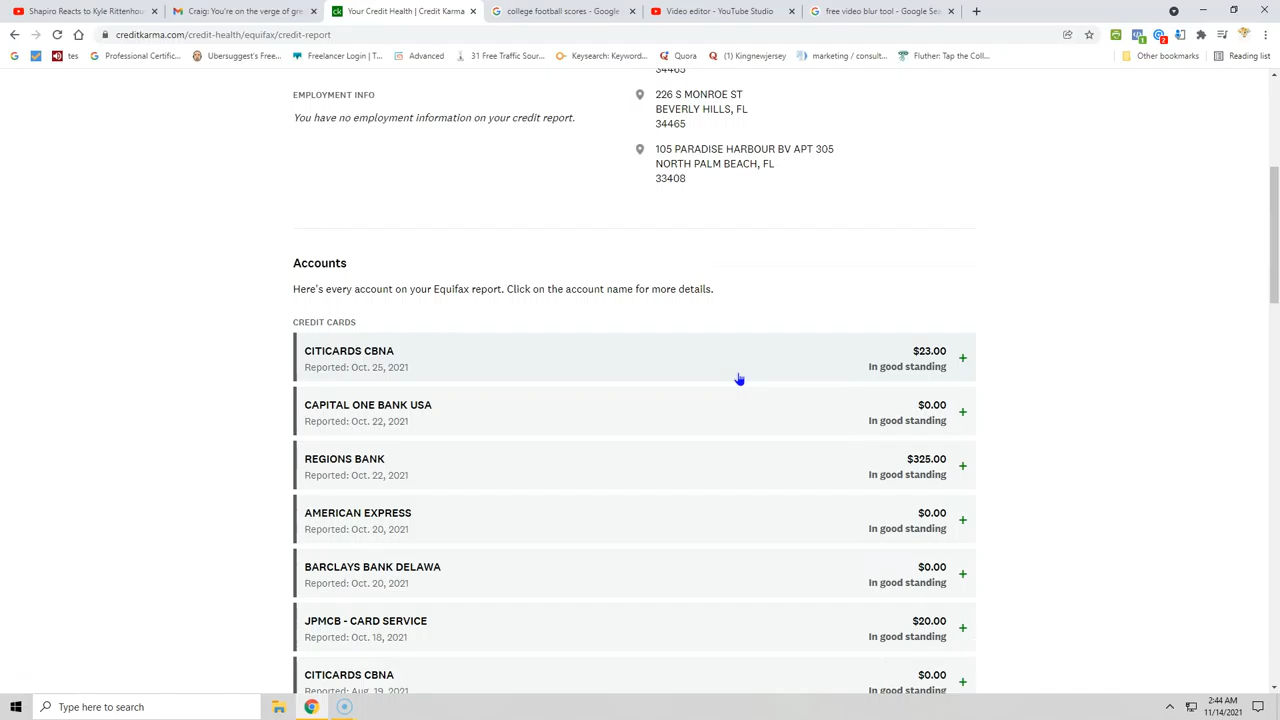 Shapiro Reacts to Kyle Rittenhou
Craig: You're on the verge of gre
Your Credit Health | Credit Karma
college football scores - Google
Video editor - YouTube Studi
free video blur tool - Google Se
creditkarma.com/credit-health/equifax/credit-report
tes
Professional Certific...
Ubersuggest's Free...
Freelancer Login | T...
Advanced
31 Free Traffic Sour...
Keysearch: Keyword...
Quora
(1) Kingnewjersey
marketing / consult...
Fluther: Tap the Coll...
Other bookmarks
Reading list
34465
EMPLOYMENT INFO
You have no employment information on your credit report.
226 S MONROE ST
BEVERLY HILLS, FL
34465
105 PARADISE HARBOUR BV APT 305
NORTH PALM BEACH, FL
33408
Accounts
Here's every account on your Equifax report. Click on the account name for more details.
CREDIT CARDS
CITICARDS CBNA $23.00
Reported: Oct. 25, 2021 In good standing
CAPITAL ONE BANK USA $0.00
Reported: Oct. 22, 2021 In good standing
REGIONS BANK $325.00
Reported: Oct. 22, 2021 In good standing
AMERICAN EXPRESS $0.00
Reported: Oct. 20, 2021 In good standing
BARCLAYS BANK DELAWA $0.00
Reported: Oct. 20, 2021 In good standing
JPMCB - CARD SERVICE $20.00
Reported: Oct. 18, 2021 In good standing
CITICARDS CBNA $0.00
Reported: Aug. 19, 2021 In good standing
Type here to search
2:44 AM
11/14/2021